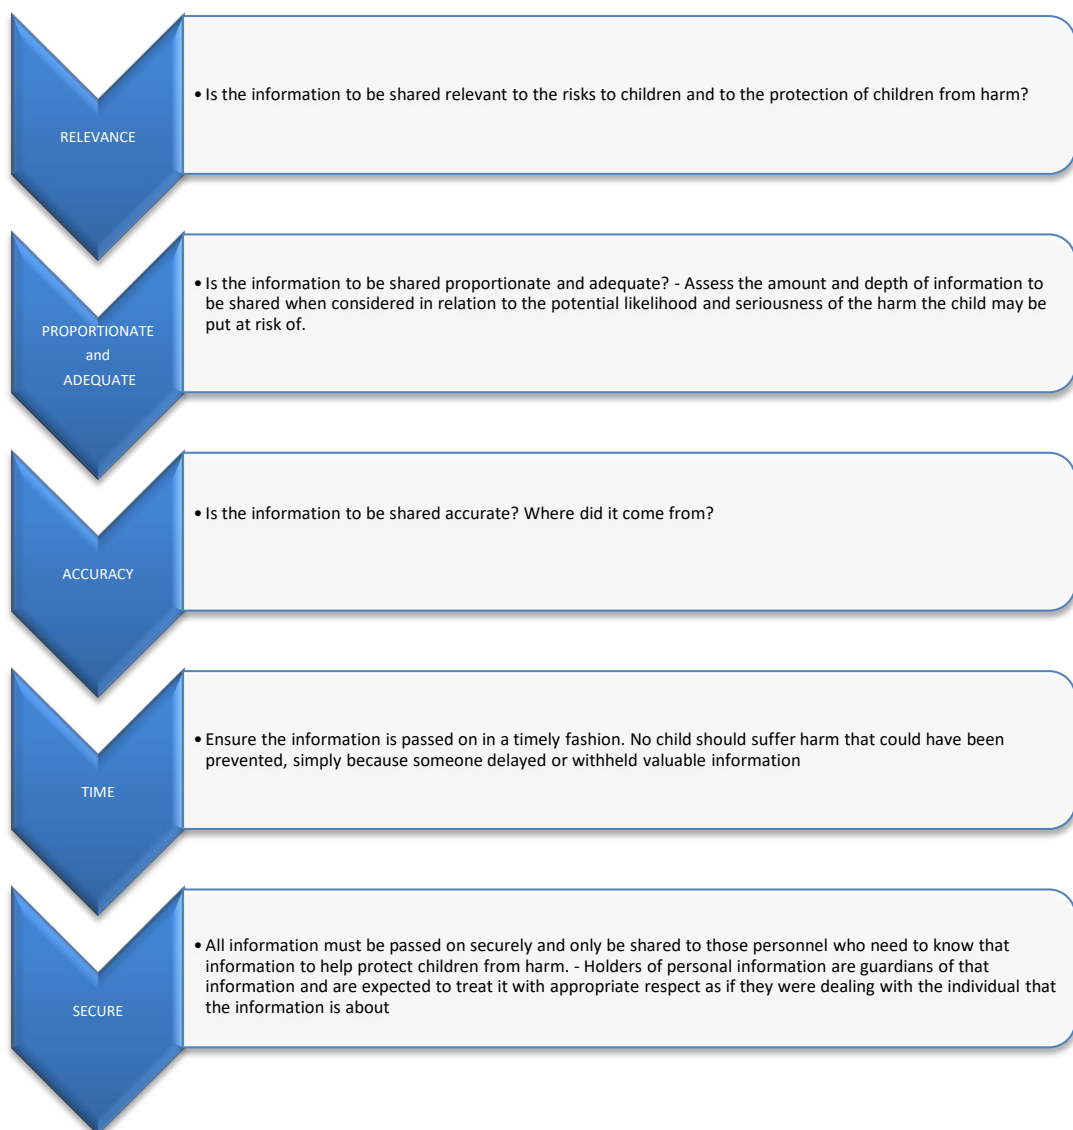 RELEVANCE
• Is the information to be shared relevant to the risks to children and to the protection of children from harm?
PROPORTIONATE
and
ADEQUATE
• Is the information to be shared proportionate and adequate? - Assess the amount and depth of information to
be shared when considered in relation to the potential likelihood and seriousness of the harm the child may be
put at risk of.
ACCURACY
• Is the information to be shared accurate? Where did it come from?
TIME
• Ensure the information is passed on in a timely fashion. No child should suffer harm that could have been
prevented, simply because someone delayed or withheld valuable information
SECURE
• All information must be passed on securely and only be shared to those personnel who need to know that
information to help protect children from harm. - Holders of personal information are guardians of that
information and are expected to treat it with appropriate respect as if they were dealing with the individual that
the information is about